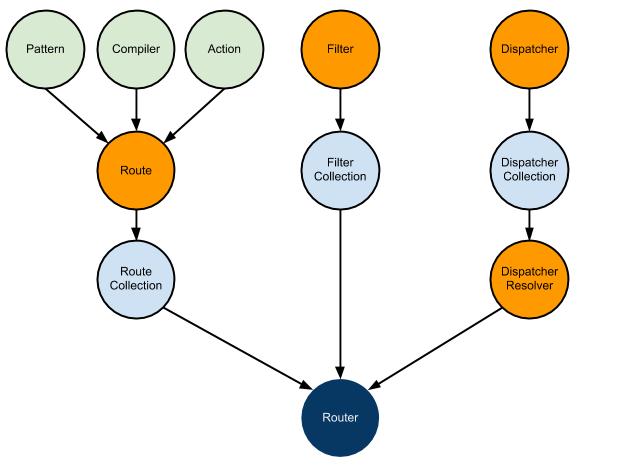 Pattern
Compiler
Action
Filter
Dispatcher
Route
Filter
Collection
Dispatcher
Collection
Route
Collection
Dispatcher
Resolver
Router